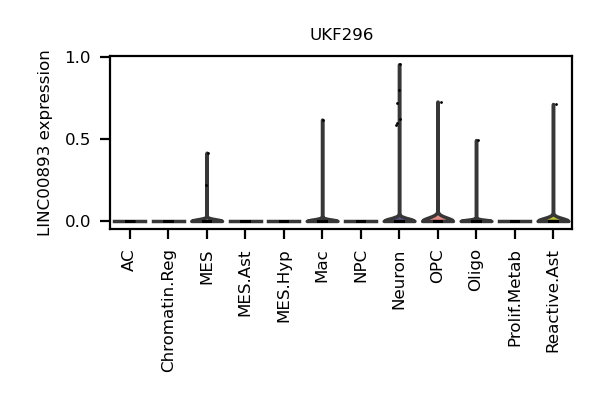 UKF296
LINC00893 expression
1.0
0.5
0.0
AC
Chromatin.Reg
MES
MES.Ast
MES.Hyp
Mac
NPC
Neuron
OPC
Oligo
Prolif.Metab
Reactive.Ast